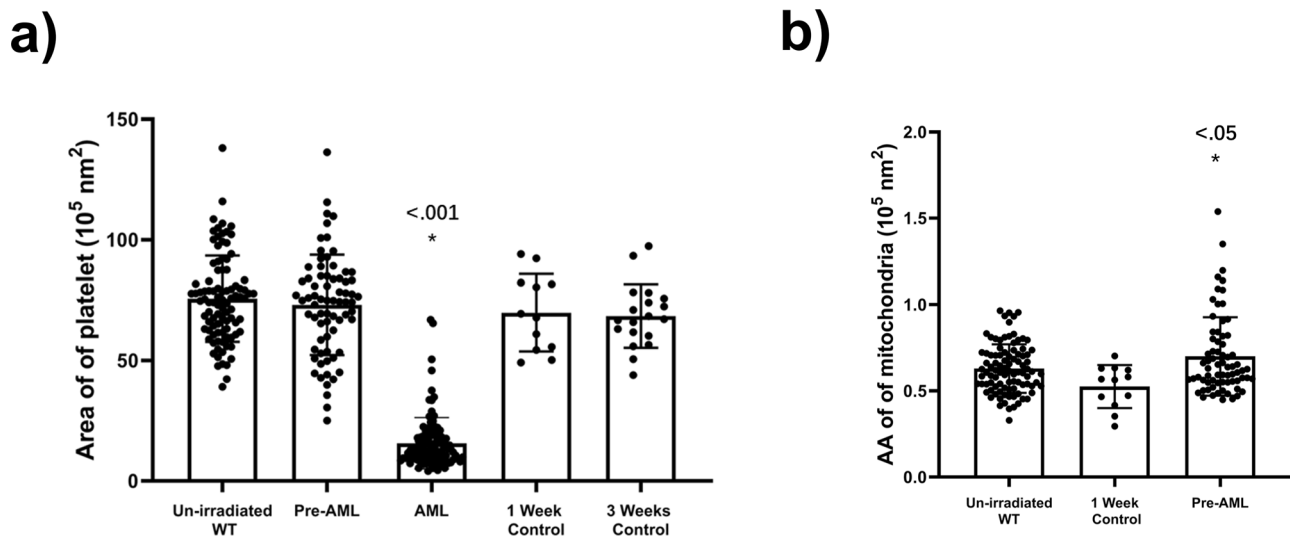 a)
Area of of platelet (10⁵ nm²)
150
100
50
0
<.001
*
Un-irradiated
WT
Pre-AML
AML
1 Week
Control
3 Weeks
Control
b)
AA of of mitochondria (10⁵ nm²)
2.0
1.5
1.0
0.5
0.0
<.05
*
Un-irradiated
WT
1 Week
Control
Pre-AML